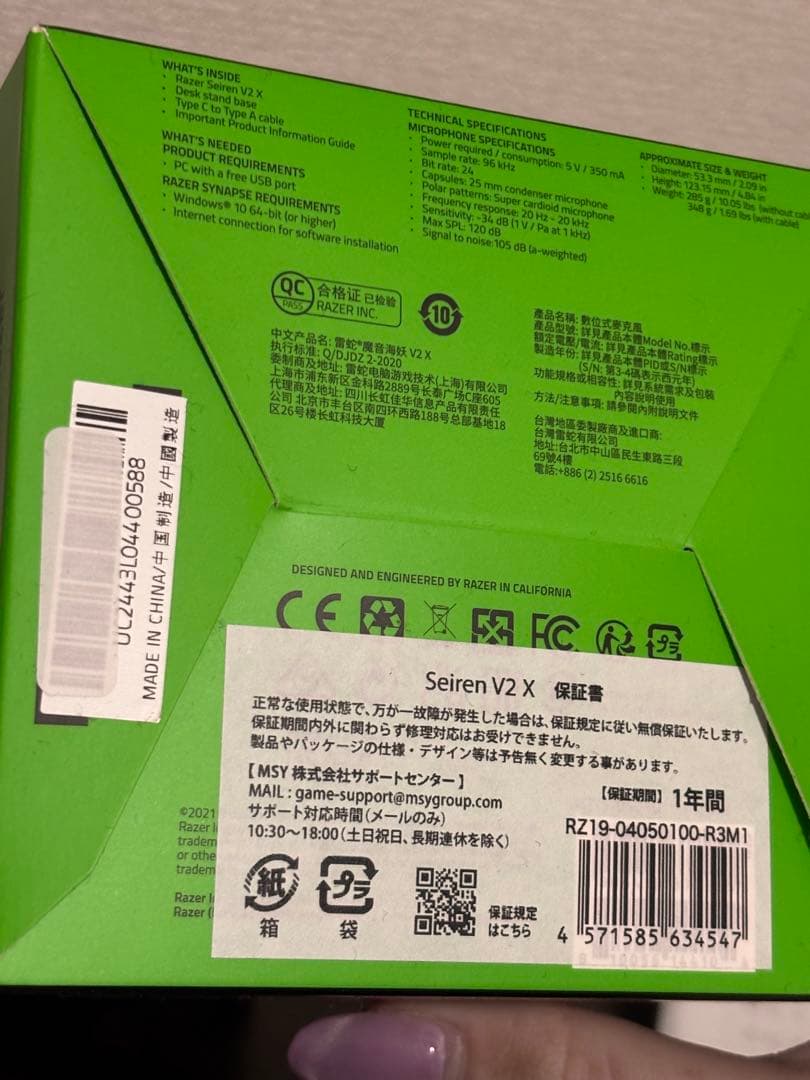 WHAT'S INSIDE
· Razer Seiren V2 X
· Desk stand base
· Type C to Type A cable
· Important Product Information Guide
WHAT'S NEEDED
PRODUCT REQUIREMENTS
· PC with a free USB port
RAZER SYNAPSE REQUIREMENTS
· Windows® 10 64-bit (or higher)
· Internet connection for software installation
TECHNICAL SPECIFICATIONS
MICROPHONE SPECIFICATIONS
· Power required / consumption: 5 V / 350 mA
· Sample rate: 96 kHz
· Bit rate: 24
· Capsules: 25 mm condenser microphone
· Polar patterns: Super cardioid microphone
· Frequency response: 20 Hz - 20 kHz
· Sensitivity: -34 dB (1 V / Pa at 1 kHz)
· Max SPL: 120 dB
· Signal to noise:105 dB (a-weighted)
APPROXIMATE SIZE & WEIGHT
· Diameter: 53.3 mm / 2.09 in
· Height: 123.15 mm / 4.84 in
· Weight: 285 g / 10.05 lbs (without
348 g / 1.69 lbs (with cable)
QC PASS 合格证 已检验
RAZER INC.
10
中文产品名: 雷蛇®魔音海妖 V2 X
执行标准: Q/DJDZ 2-2020
委制商及地址: 雷蛇电脑游戏技术(上海)有限公司
上海市浦东新区金科路2889号长泰广场C座605
代理商及地址: 四川长虹佳华信息产品有限责任
公司 北京市丰台区南四环西路188号总部基地18
区26号楼长虹科技大厦
產品名稱: 數位式麥克風
產品型號: 詳見產品本體Model No.標示
額定電壓/電流: 詳見產品本體Rating標示
製造年份: 詳見產品本體PID或S/N標示
(S/N: 第3-4碼表示西元年)
功能規格或相容性: 詳見系統需求及包裝
內容說明使用
方法/注意事項: 請參閱內附說明文件
台灣地區委製廠商及進口商:
台灣雷蛇有限公司
地址:台北市中山區民生東路三段
69號4樓
電話:+886 (2) 2516 6616
UC2443L04400588
MADE IN CHINA/中国制造/中國製造
DESIGNED AND ENGINEERED BY RAZER IN CALIFORNIA
CE
FC
プラ
Seiren V2 X 保証書
正常な使用状態で、万が一故障が発生した場合は、保証規定に従い無償保証いたします。
保証期間内外に関わらず修理対応はお受けできません。
製品やパッケージの仕様・デザイン等は予告無く変更する事があります。
【 MSY 株式会社サポートセンター 】
MAIL : game-support@msygroup.com
サポート対応時間（メールのみ）
10:30〜18:00（土日祝日、長期連休を除く）
【保証期間】 1年間
RZ19-04050100-R3M1
紙
箱
プラ
袋
保証規定
はこちら
4 571585 634547
©2021
Razer
tradem
or othe
tradem
Razer
Razer